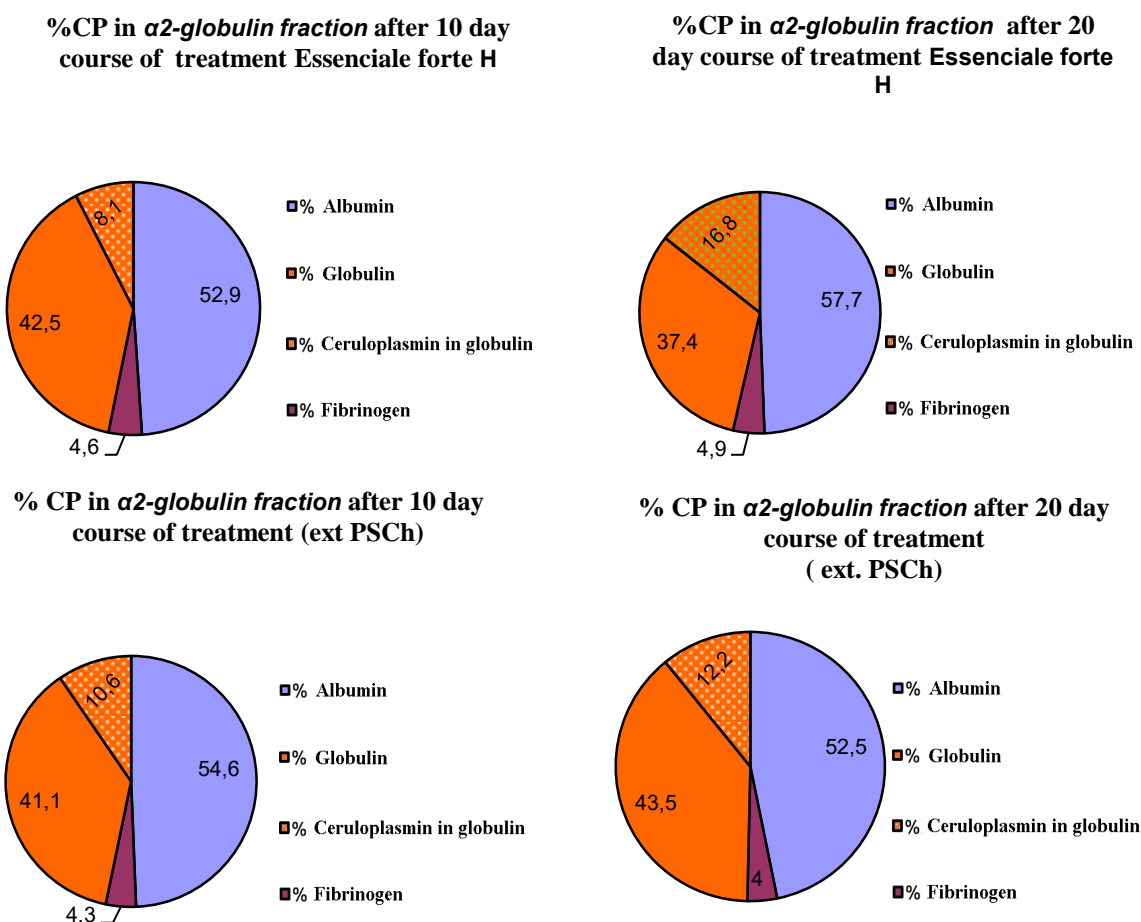 %CP in α2-globulin fraction after 10 day
course of treatment Essenciale forte H
8,1
52,9
42,5
4,6
% Albumin
% Globulin
% Ceruloplasmin in globulin
% Fibrinogen
%CP in α2-globulin fraction after 20
day course of treatment Essenciale forte
H
16,8
57,7
37,4
4,9
% Albumin
% Globulin
% Ceruloplasmin in globulin
% Fibrinogen
% CP in α2-globulin fraction after 10 day
course of treatment (ext PSCh)
10,6
54,6
41,1
4,3
% Albumin
% Globulin
% Ceruloplasmin in globulin
% Fibrinogen
% CP in α2-globulin fraction after 20 day
course of treatment
( ext. PSCh)
12,2
52,5
43,5
4
% Albumin
% Globulin
% Ceruloplasmin in globulin
% Fibrinogen